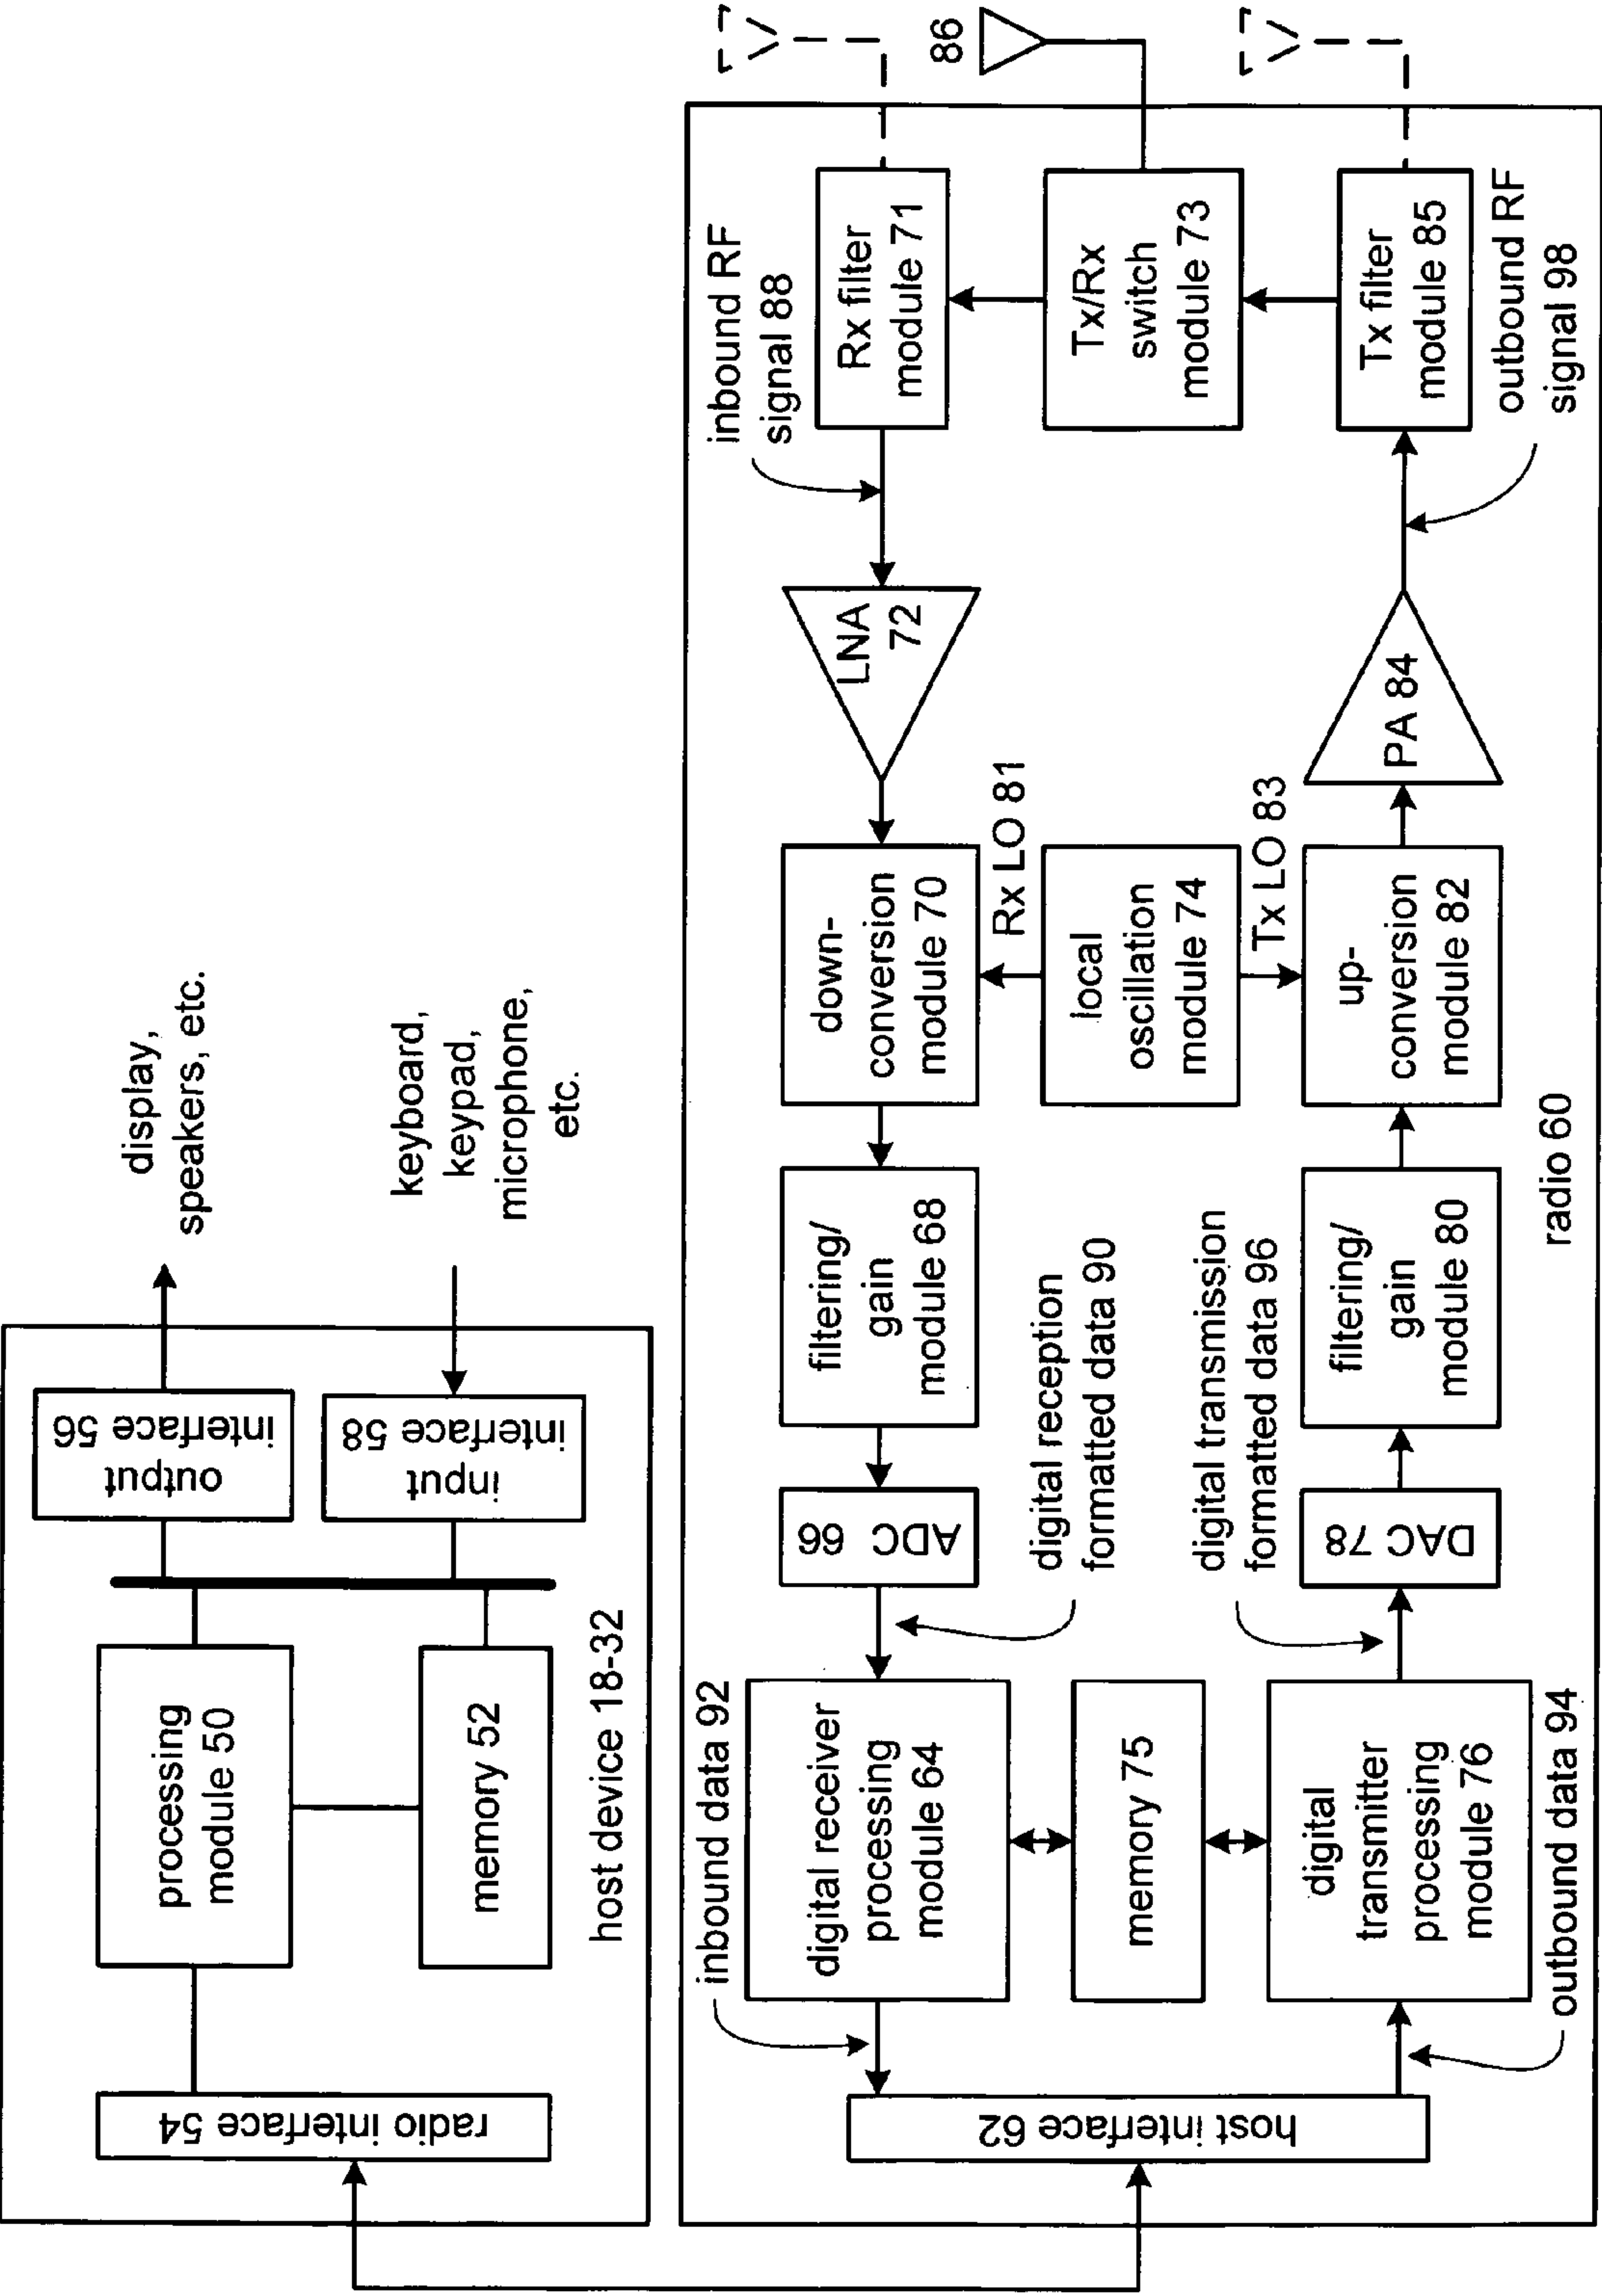 radio interface 54
processing
module 50
memory 52
output
interface 56
input
interface 58
display,
speakers, etc.
keyboard,
keypad,
microphone,
etc.
host device 18-32
host interface 62
inbound data 92
digital receiver
processing
module 64
memory 75
digital
transmitter
processing
module 76
outbound data 94
ADC 66
digital reception
formatted data 90
digital transmission
formatted data 96
DAC 78
filtering/
gain
module 68
filtering/
gain
module 80
radio 60
down-
conversion
module 70
Rx LO 81
local
oscillation
module 74
Tx LO 83
up-
conversion
module 82
LNA
72
PA 84
inbound RF
signal 88
Rx filter
module 71
Tx/Rx
switch
module 73
Tx filter
module 85
outbound RF
signal 98
86